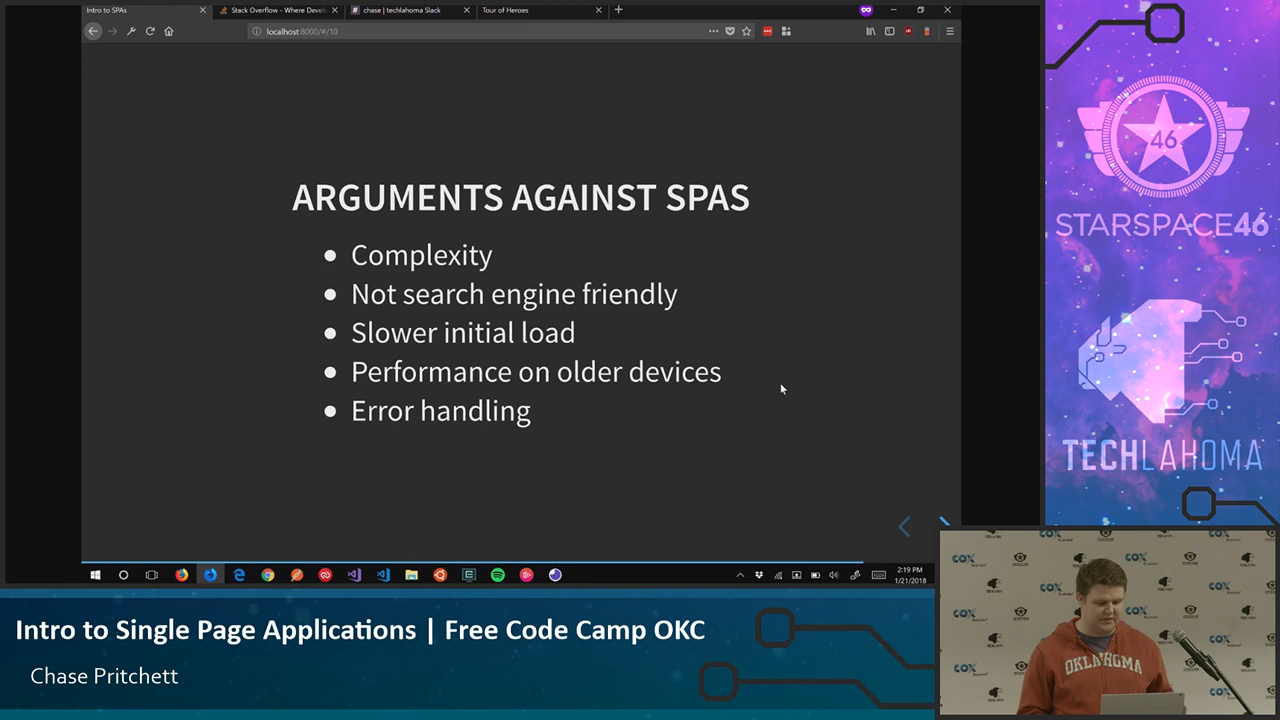 Intro to SPAs
Stack Overflow - Where Devel
chase | techlahoma Slack
Tour of Heroes
localhost:8000/#/10
ARGUMENTS AGAINST SPAS
Complexity
Not search engine friendly
Slower initial load
Performance on older devices
Error handling
2:19 PM
1/21/2018
46
STARSPACE46
TECHLAHOMA
Intro to Single Page Applications | Free Code Camp OKC
Chase Pritchett
COX
OKLAHOMA